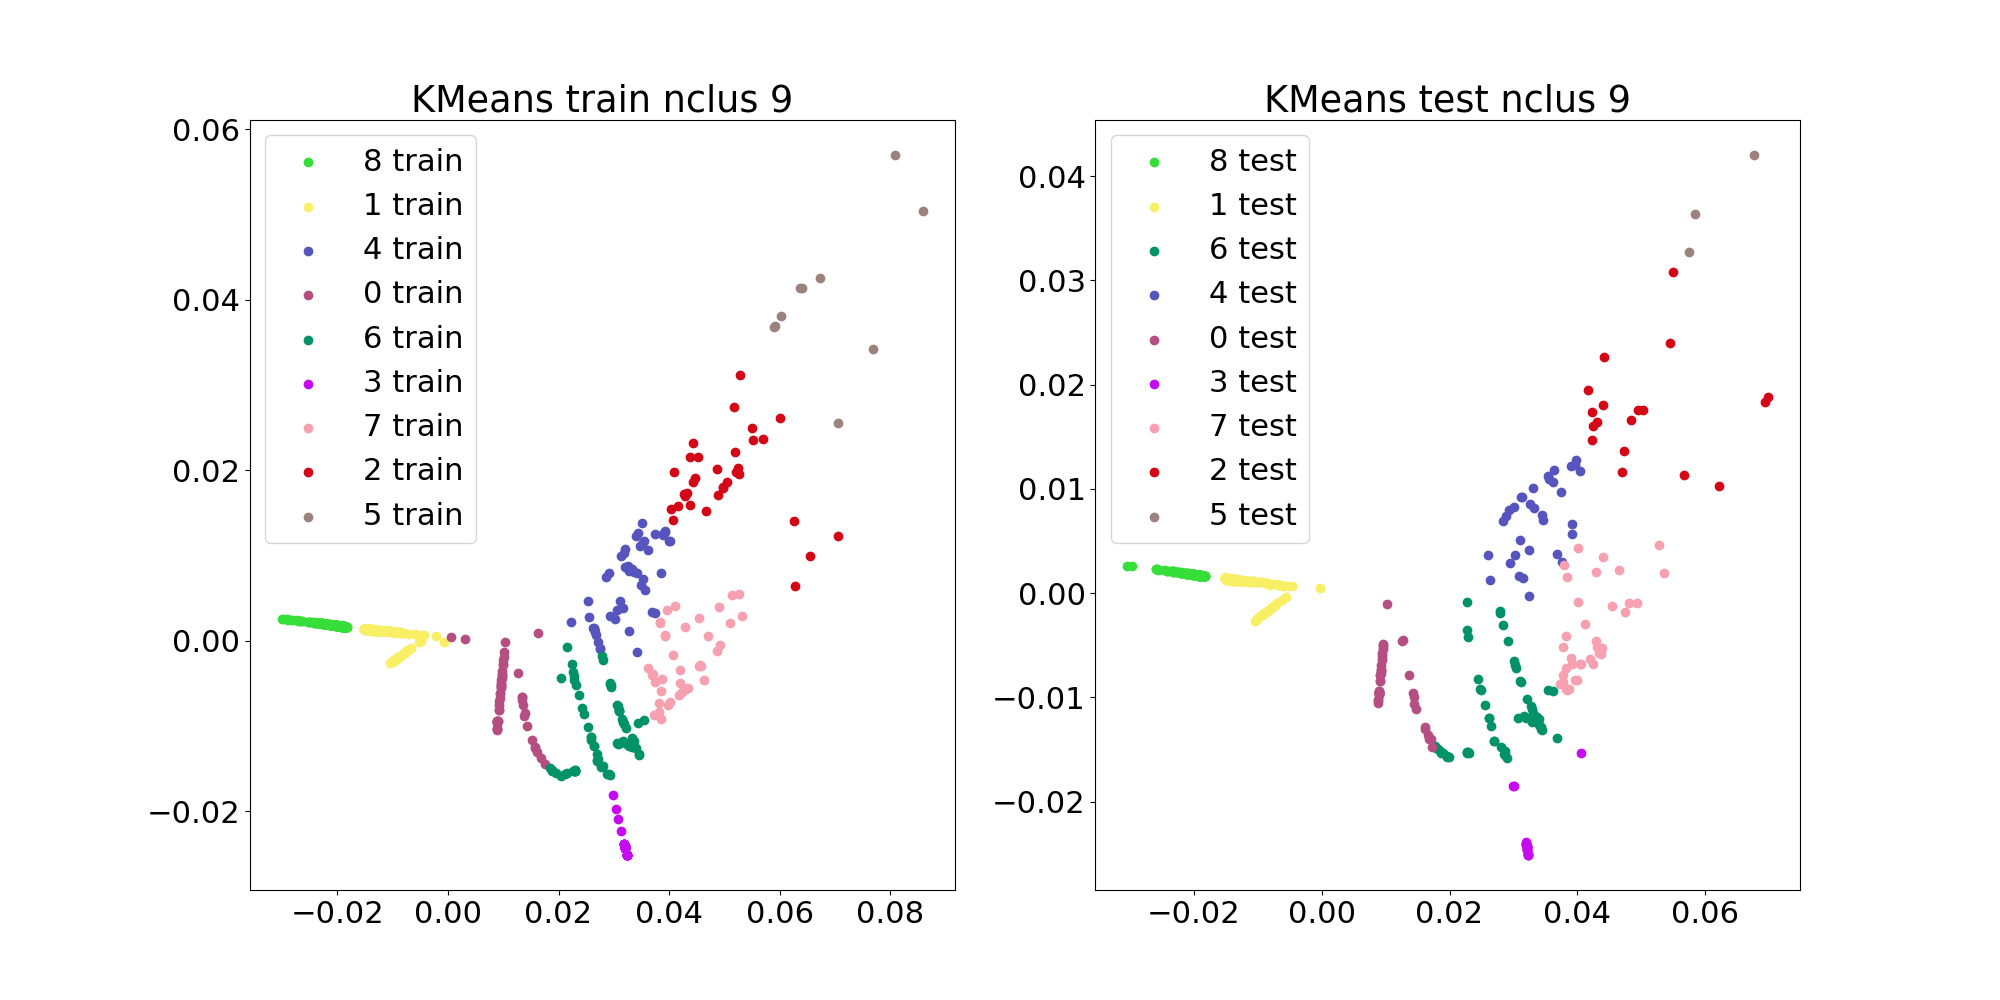 KMeans train nclus 9
0.06
0.04
0.02
0.00
−0.02
−0.02
0.00
0.02
0.04
0.06
0.08
8 train
1 train
4 train
0 train
6 train
3 train
7 train
2 train
5 train
KMeans test nclus 9
0.04
0.03
0.02
0.01
0.00
−0.01
−0.02
−0.02
0.00
0.02
0.04
0.06
8 test
1 test
6 test
4 test
0 test
3 test
7 test
2 test
5 test